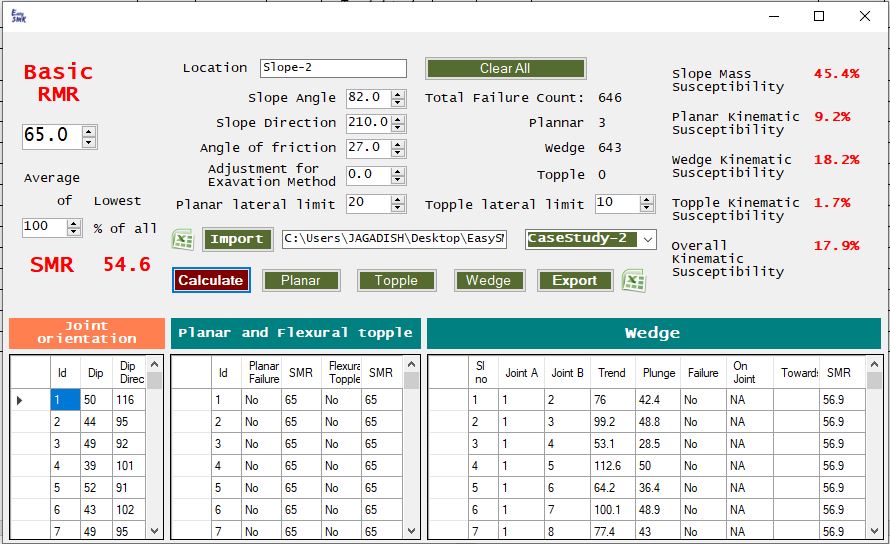 Easy
SMR
Basic
RMR
65.0
Average
of Lowest
100 % of all
SMR 54.6
Location Slope-2
Slope Angle 82.0
Slope Direction 210.0
Angle of friction 27.0
Adjustment for
Exavation Method 0.0
Planar lateral limit 20
Clear All
Total Failure Count: 646
Plannar 3
Wedge 643
Topple 0
Topple lateral limit 10
Import C:\Users\JAGADISH\Desktop\EasySM CaseStudy-2
Calculate Planar Topple Wedge Export
Slope Mass
Susceptibility 45.4%
Planar Kinematic
Susceptibility 9.2%
Wedge Kinematic
Susceptibility 18.2%
Topple Kinematic
Susceptibility 1.7%
Overall
Kinematic
Susceptibility 17.9%
Joint
orientation
Id Dip Dip
Direc
1 50 116
2 44 95
3 49 92
4 39 101
5 52 91
6 43 102
7 49 95
Planar and Flexural topple
Id Planar
Failure SMR Flexura
Topple SMR
1 No 65 No 65
2 No 65 No 65
3 No 65 No 65
4 No 65 No 65
5 No 65 No 65
6 No 65 No 65
7 No 65 No 65
Wedge
Sl
no Joint A Joint B Trend Plunge Failure On
Joint Towards SMR
1 1 2 76 42.4 No NA 56.9
2 1 3 99.2 48.8 No NA 56.9
3 1 4 53.1 28.5 No NA 56.9
4 1 5 112.6 50 No NA 56.9
5 1 6 64.2 36.4 No NA 56.9
6 1 7 100.1 48.9 No NA 56.9
7 1 8 77.4 43 No NA 56.9